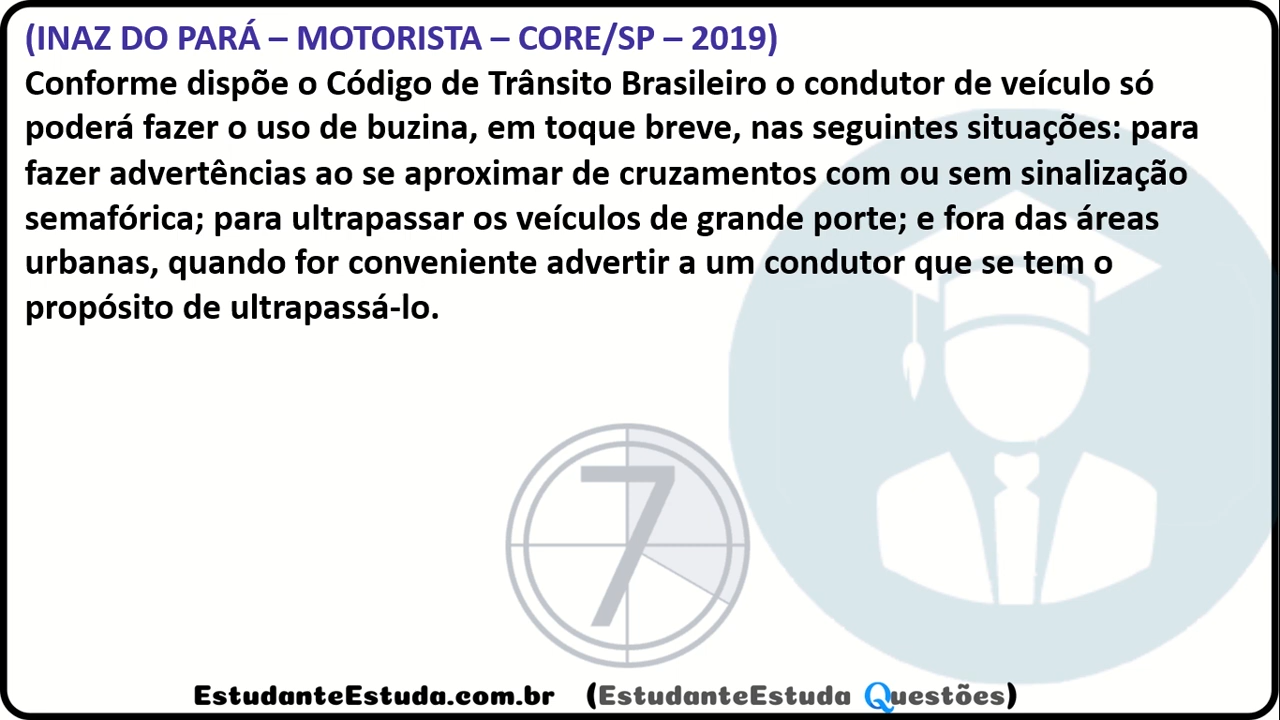 (INAZ DO PARÁ – MOTORISTA – CORE/SP – 2019)
Conforme dispõe o Código de Trânsito Brasileiro o condutor de veículo só
poderá fazer o uso de buzina, em toque breve, nas seguintes situações: para
fazer advertências ao se aproximar de cruzamentos com ou sem sinalização
semafórica; para ultrapassar os veículos de grande porte; e fora das áreas
urbanas, quando for conveniente advertir a um condutor que se tem o
propósito de ultrapassá-lo.
7
EstudanteEstuda.com.br (EstudanteEstuda Questões)